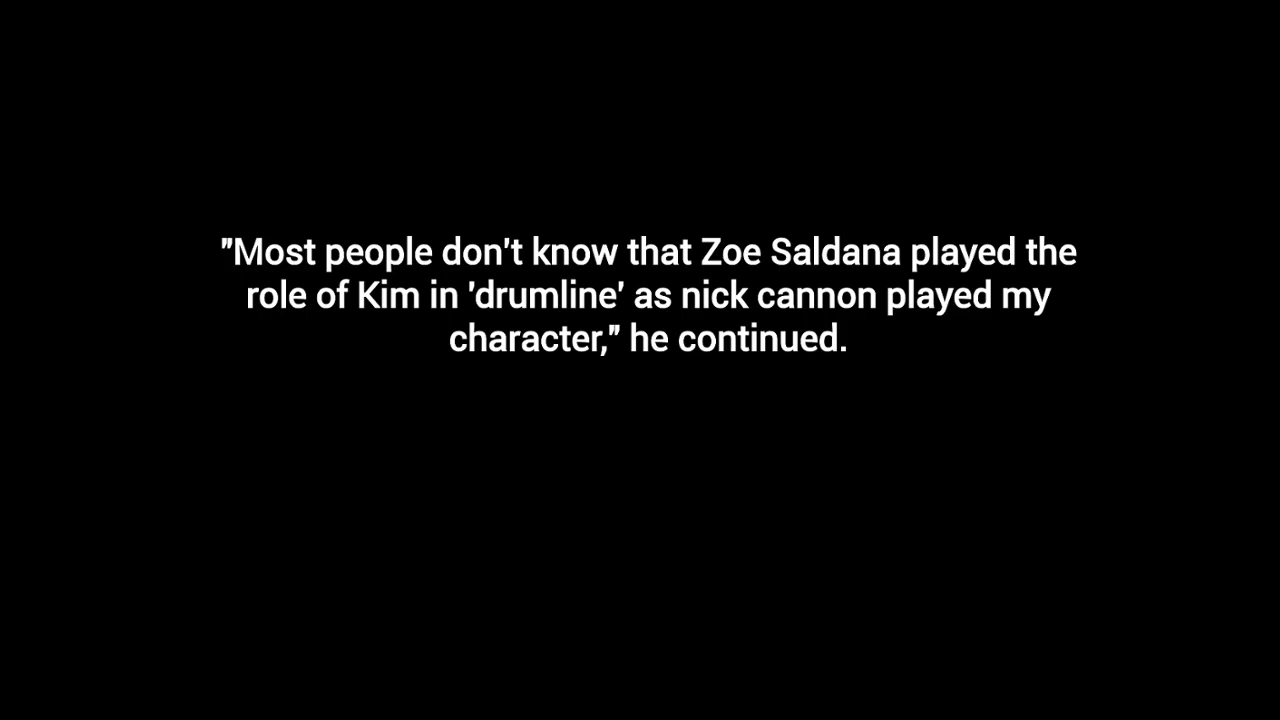 "Most people don't know that Zoe Saldana played the
role of Kim in 'drumline' as nick cannon played my
character," he continued.